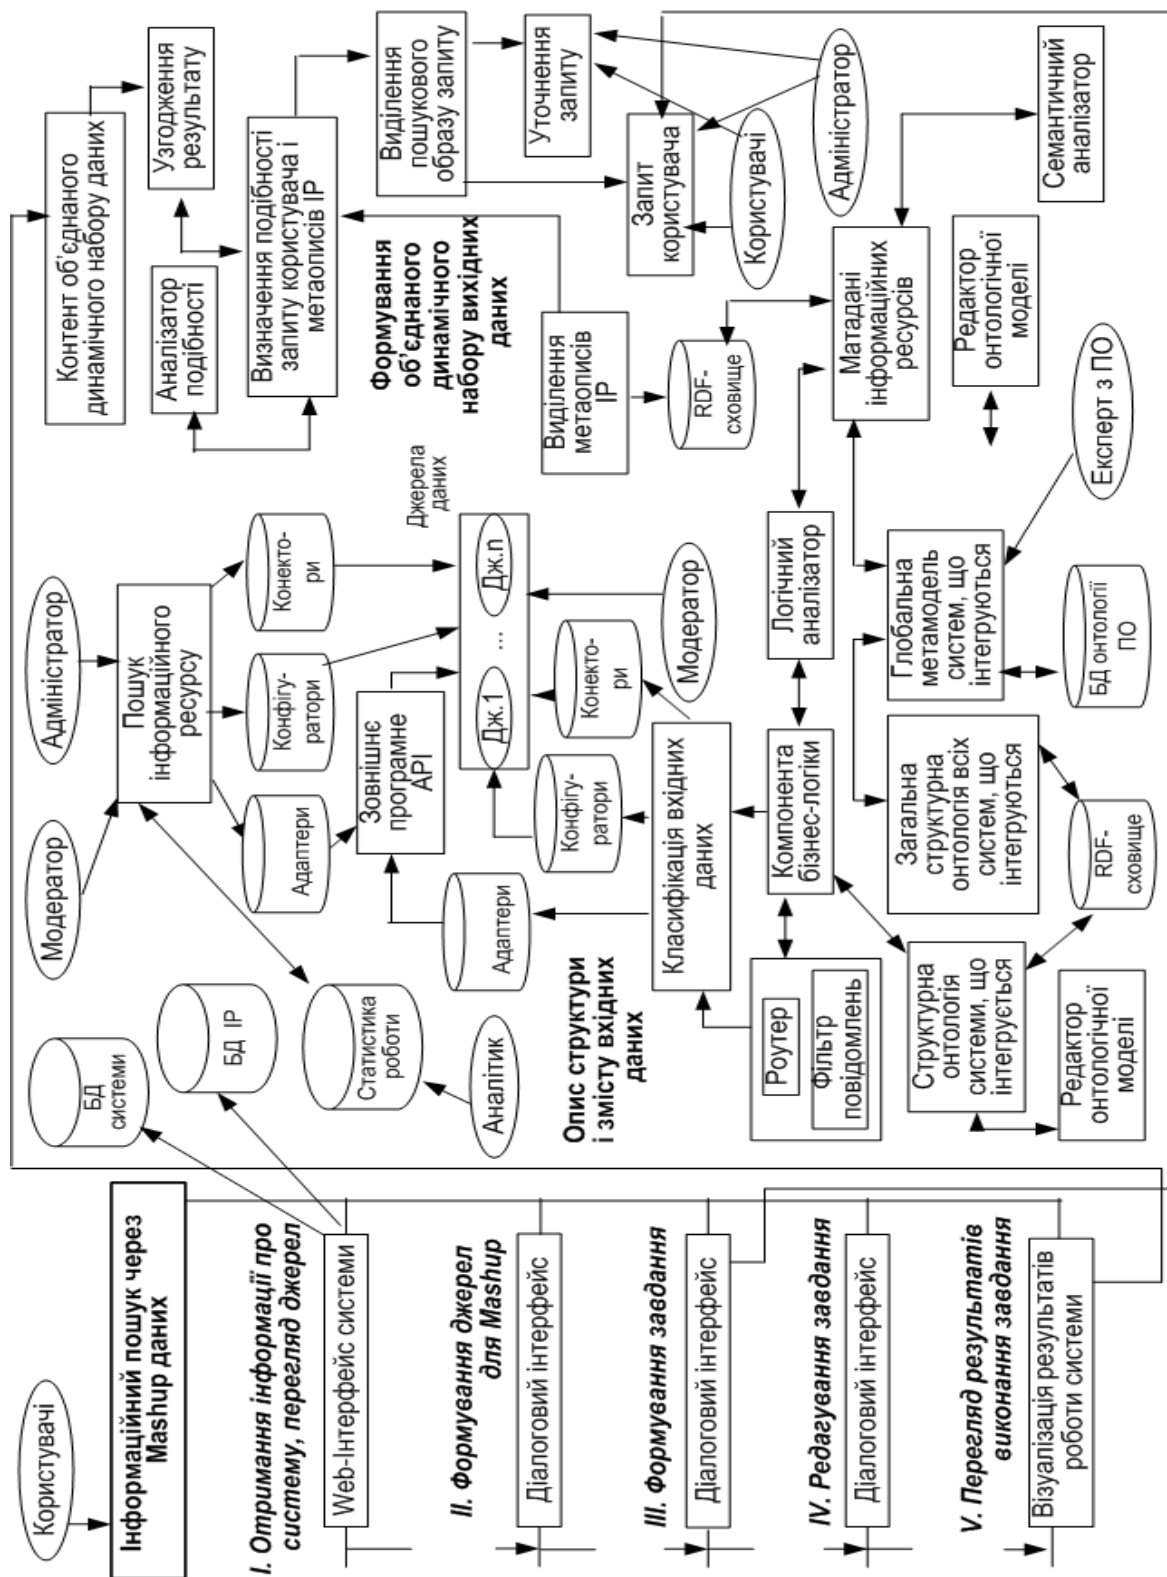 Користувачі
Інформаційний пошук через
Mashup даних
I. Отримання інформації про
систему, перегляд джерел
Web-Інтерфейс системи
II. Формування джерел
для Mashup
Діалоговий інтерфейс
III. Формування завдання
Діалоговий інтерфейс
IV. Редагування завдання
Діалоговий інтерфейс
V. Перегляд результатів
виконання завдання
Візуалізація результатів
роботи системи
БД
системи
БД ІР
Статистика
роботи
Аналітик
Модератор
Адміністратор
Пошук
інформаційного
ресурсу
Адаптери
Конфігу-
ратори
Конекто-
ри
Зовнішнє
програмне
API
Джерела
даних
Дж.1
...
Дж.n
Адаптери
Конфігу-
ратори
Конекто-
ри
Модератор
Опис структури
і змісту вхідних
даних
Класифікація вхідних
даних
Роутер
Фільтр
повідомлень
Компонента
бізнес-логіки
Логічний
аналізатор
Структурна
онтологія
системи, що
інтегрується
Редактор
онтологічної
моделі
Загальна
структурна
онтологія всіх
систем, що
інтегруються
RDF-
сховище
Глобальна
метамодель
систем, що
інтегруються
БД онтології
ПО
Експерт з ПО
Контент об’єднаного
динамічного набору даних
Узгодження
результату
Аналізатор
подібності
Визначення подібності
запиту користувача і
метаописів ІР
Формування
об’єднаного
динамічного
набору вихідних
даних
Виділення
пошукового
образу запиту
Уточнення
запиту
Виділення
метаописів
ІР
Запит
користувача
RDF-
сховище
Користувачі
Адміністратор
Матадані
інформаційних
ресурсів
Редактор
онтологічної
моделі
Семантичний
аналізатор